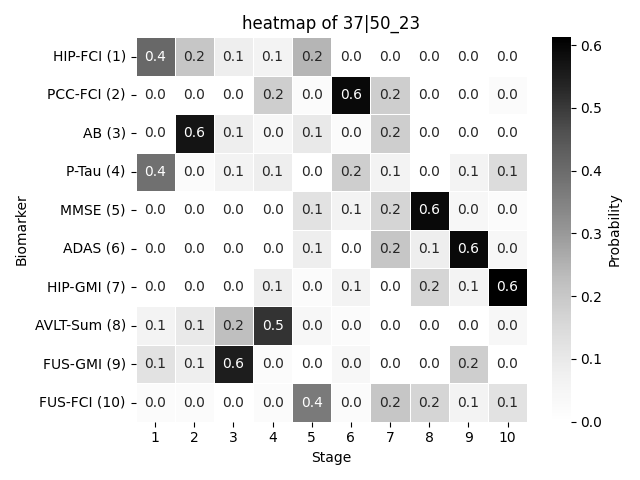 heatmap of 37|50_23
HIP-FCI (1) 0.4 0.2 0.1 0.1 0.2 0.0 0.0 0.0 0.0 0.0
PCC-FCI (2) 0.0 0.0 0.0 0.2 0.0 0.6 0.2 0.0 0.0 0.0
AB (3) 0.0 0.6 0.1 0.0 0.1 0.0 0.2 0.0 0.0 0.0
P-Tau (4) 0.4 0.0 0.1 0.1 0.0 0.2 0.1 0.0 0.1 0.1
MMSE (5) 0.0 0.0 0.0 0.0 0.1 0.1 0.2 0.6 0.0 0.0
ADAS (6) 0.0 0.0 0.0 0.0 0.1 0.0 0.2 0.1 0.6 0.0
HIP-GMI (7) 0.0 0.0 0.0 0.1 0.0 0.1 0.0 0.2 0.1 0.6
AVLT-Sum (8) 0.1 0.1 0.2 0.5 0.0 0.0 0.0 0.0 0.0 0.0
FUS-GMI (9) 0.1 0.1 0.6 0.0 0.0 0.0 0.0 0.0 0.2 0.0
FUS-FCI (10) 0.0 0.0 0.0 0.0 0.4 0.0 0.2 0.2 0.1 0.1
1 2 3 4 5 6 7 8 9 10
Stage
Biomarker
0.6
0.5
0.4
0.3
0.2
0.1
0.0
Probability